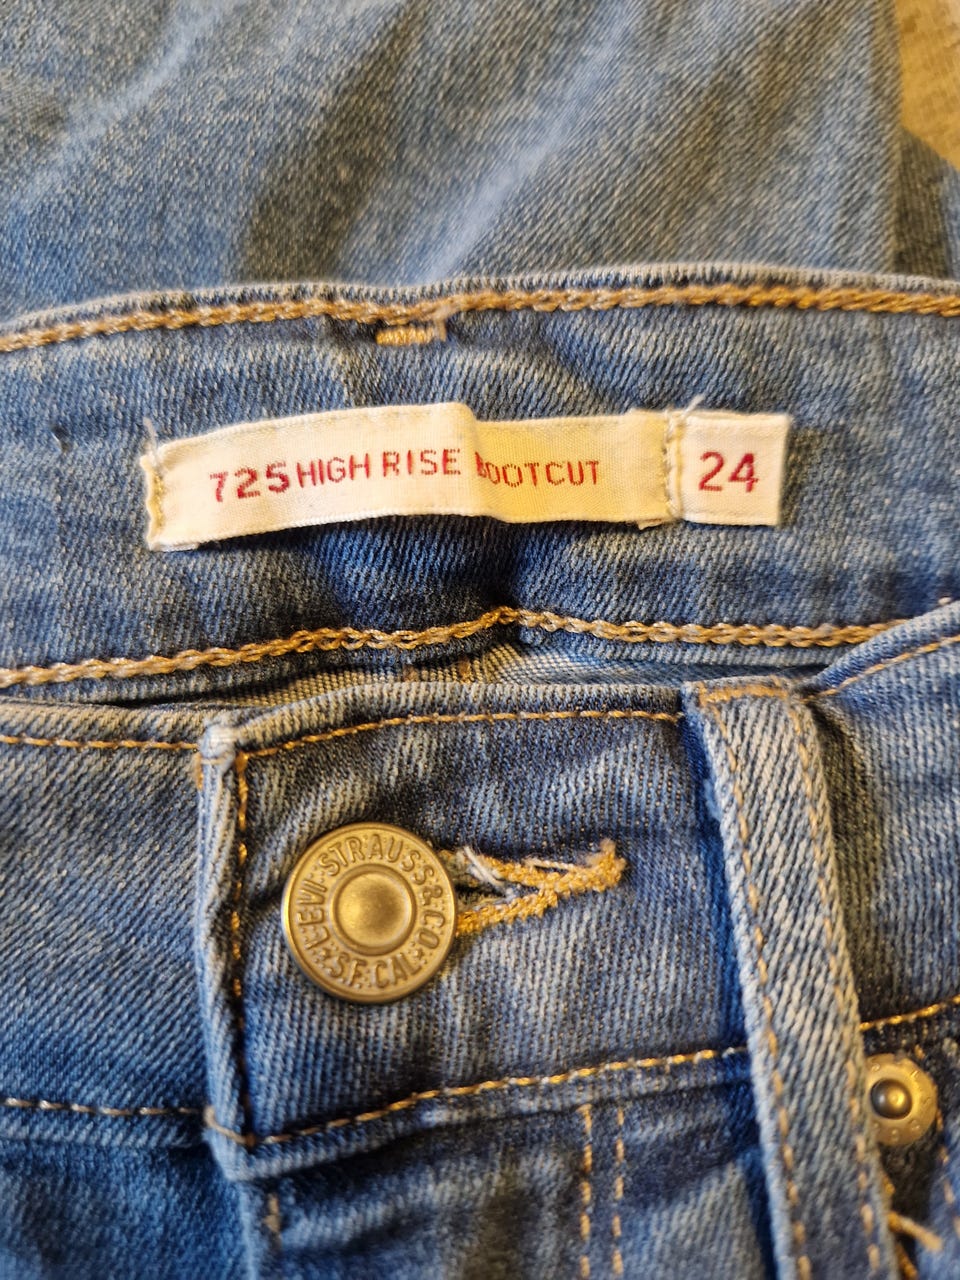 725 HIGH RISE BOOTCUT 24
LEVI STRAUSS & CO
S.F. CAL